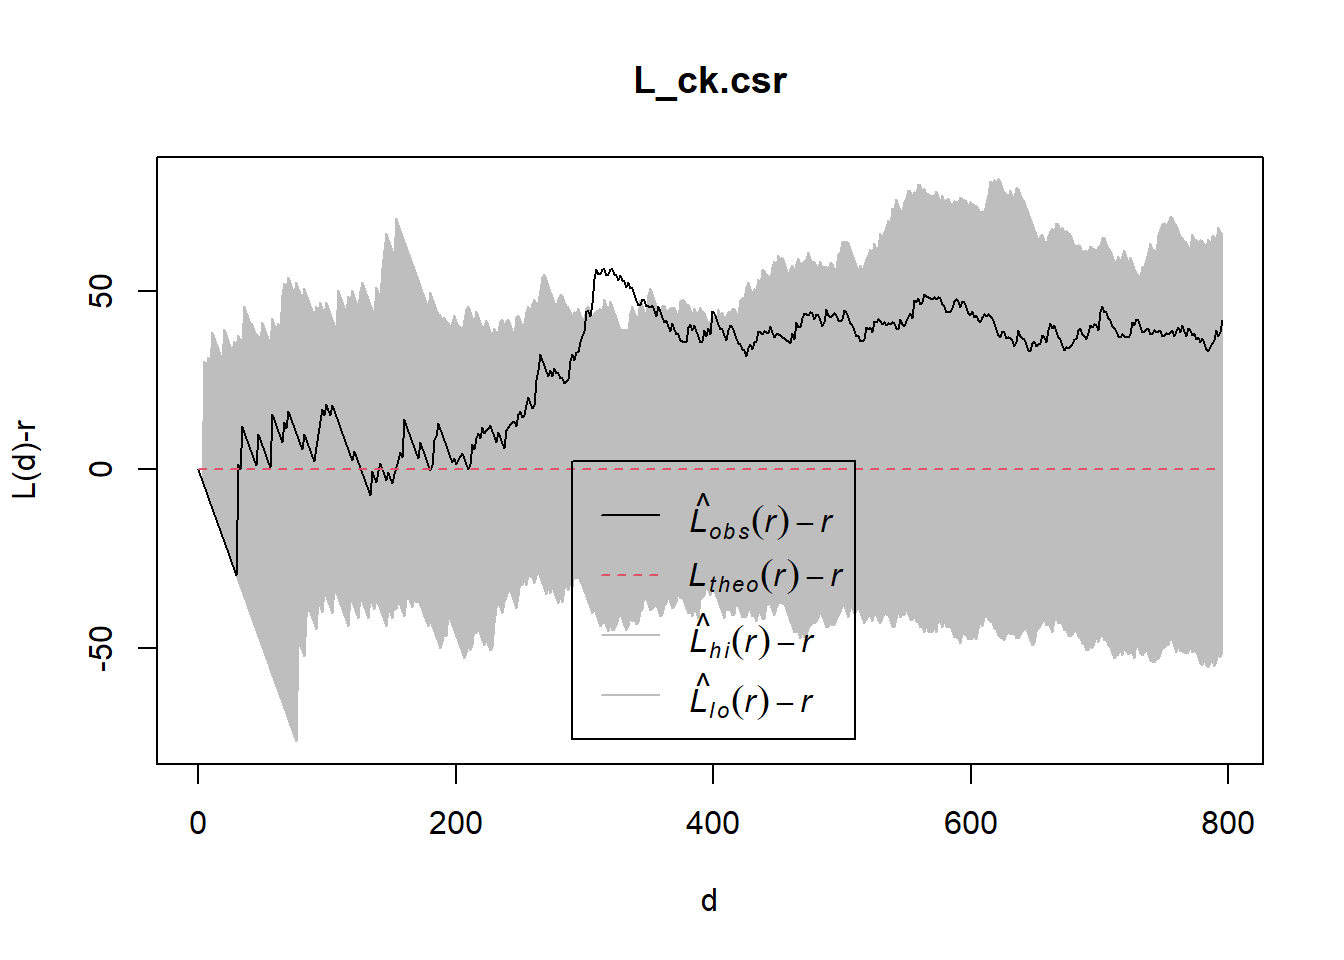 L_ck.csr
L(d)-r
50
0
-50
L̂obs(r) − r
Ltheo(r) − r
L̂hi(r) − r
L̂lo(r) − r
0 200 400 600 800
d